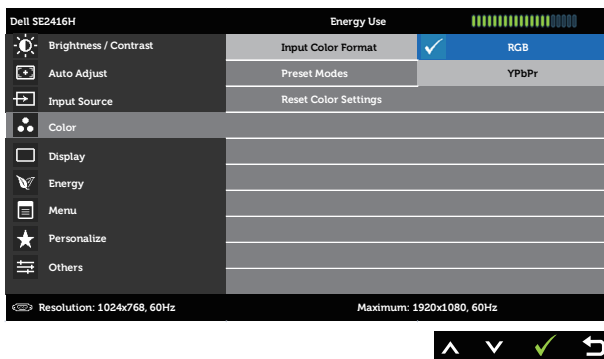 Dell SE2416H Energy Use
Brightness / Contrast Input Color Format RGB
Auto Adjust Preset Modes YPbPr
Input Source Reset Color Settings
Color
Display
Energy
Menu
Personalize
Others
Resolution: 1024x768, 60Hz Maximum: 1920x1080, 60Hz